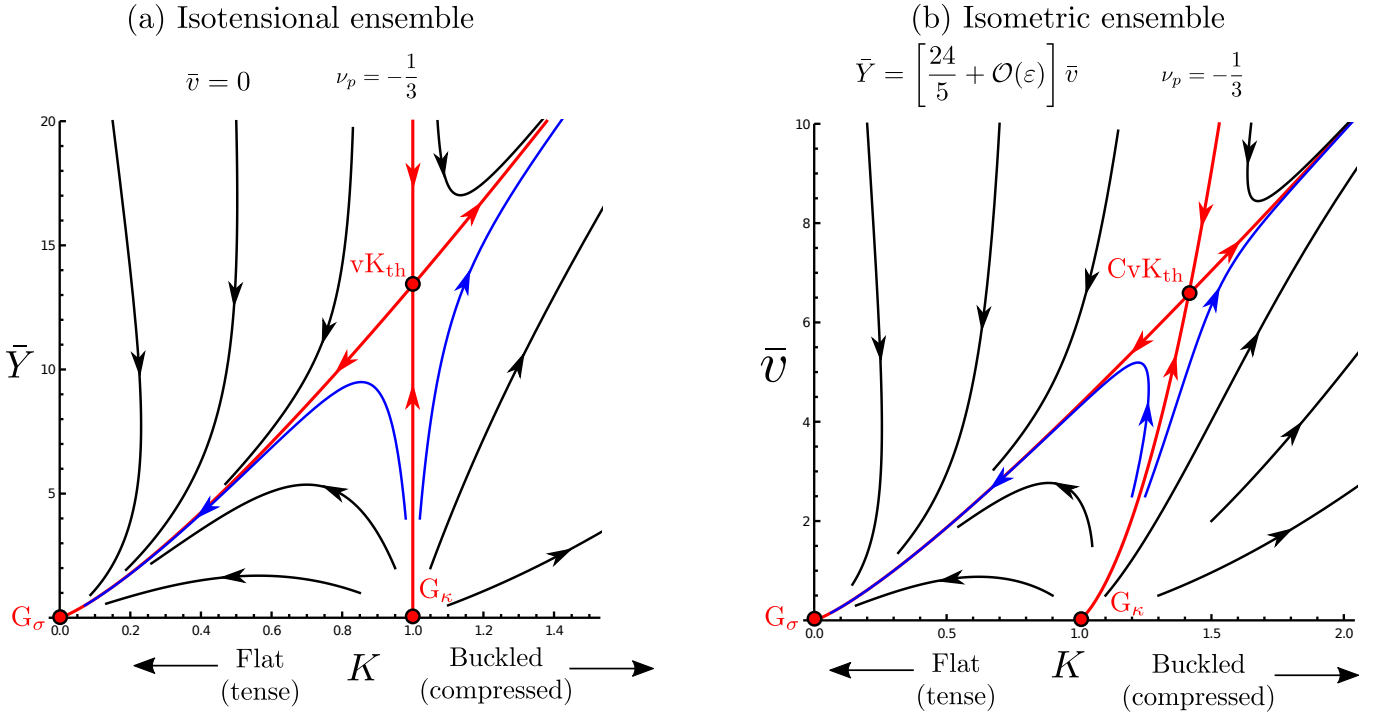 (a) Isotensional ensemble
v̄ = 0
ν_p = −1/3
20
15
10
5
Ȳ
vK_th
G_κ
G_σ
0.0 0.2 0.4 0.6 0.8 1.0 1.2 1.4
Flat
(tense)
K
Buckled
(compressed)
(b) Isometric ensemble
Ȳ = [24/5 + 𝒪(ε)] v̄
ν_p = −1/3
10
8
6
4
2
v̄
CvK_th
G_κ
G_σ
0.0 0.5 1.0 1.5 2.0
Flat
(tense)
K
Buckled
(compressed)